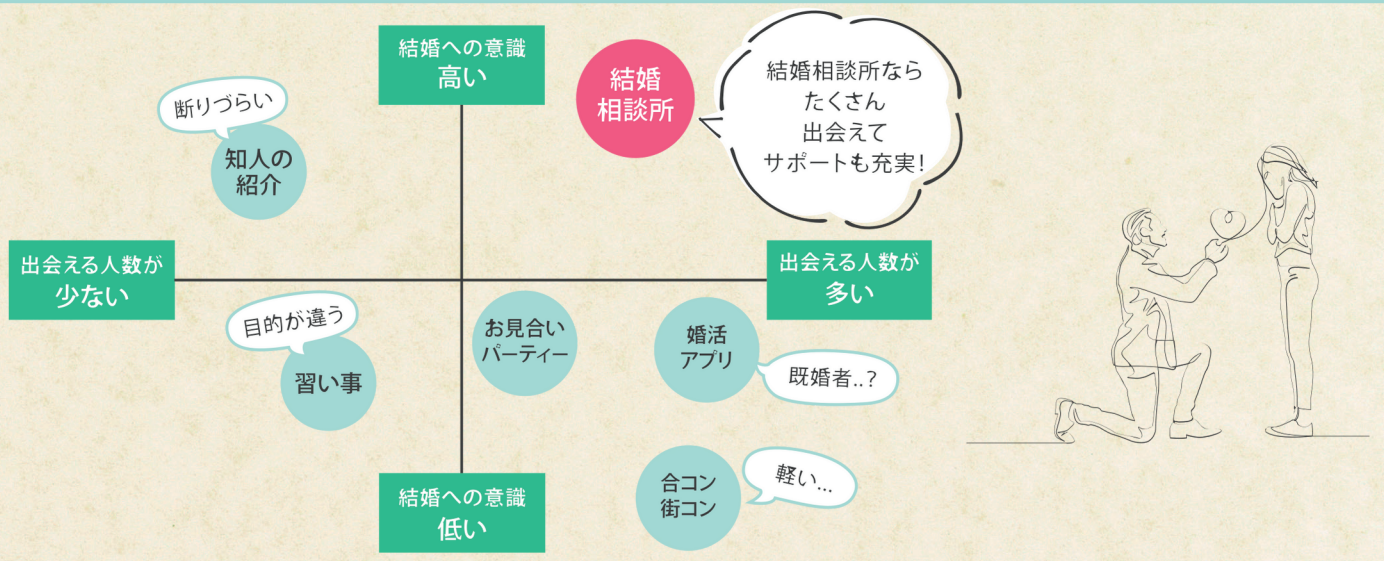 結婚への意識
高い
結婚
相談所
結婚相談所なら
たくさん
出会えて
サポートも充実!
断りづらい
知人の
紹介
出会える人数が
少ない
出会える人数が
多い
目的が違う
習い事
お見合い
パーティー
婚活
アプリ
既婚者..?
結婚への意識
低い
合コン
街コン
軽い...